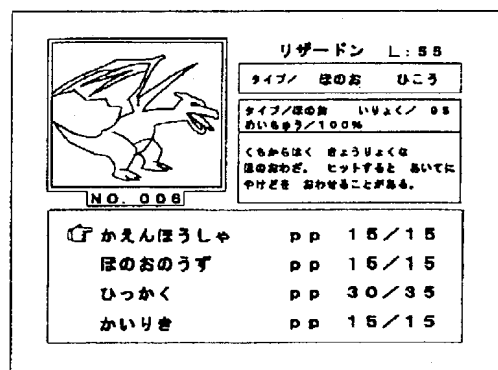 リザードン L:55
タイプ/ ほのお ひこう
タイプ/ほのお いりょく/ 95
めいちゅう/100%
くちからはく きょうりょくな
ほのおわざ。 ヒットすると あいてに
やけどを おわせることがある。
NO. 006
かえんほうしゃ pp 15/15
ほのおのうず pp 15/15
ひっかく pp 30/35
かいりき pp 15/15